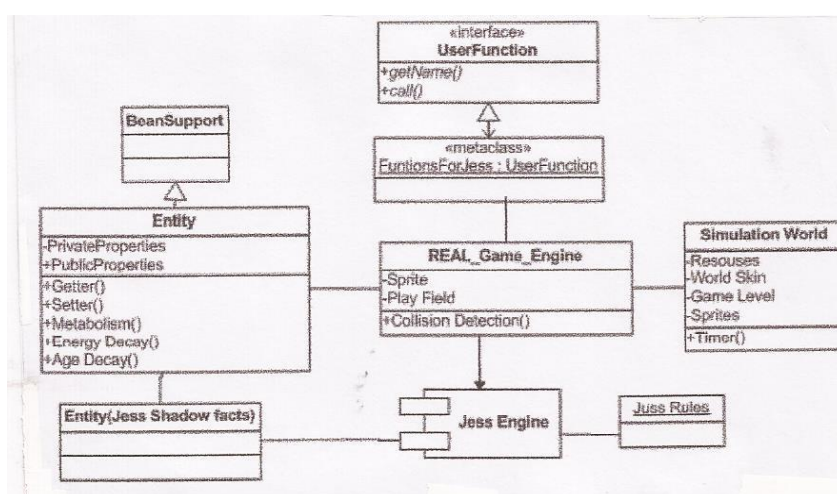 «interface»
UserFunction
+getName()
+call()
BeanSupport
«metaclass»
FuntionsForJess : UserFunction
Entity
-PrivateProperties
+PublicProperties
+Getter()
+Setter()
+Metabolism()
+Energy Decay()
+Age Decay()
REAL_Game_Engine
-Sprite
-Play Field
+Collision Detection()
Simulation World
-Resouses
-World Skin
-Game Level
-Sprites
+Timer()
Entity(Jess Shadow facts)
Jess Engine
Juss Rules